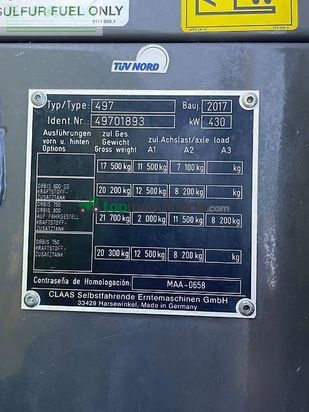 SULFUR FUEL ONLY
TÜV NORD
Typ/Type: 497 Bauj 2017
Ident.Nr.: 49701893 kW 430
Ausführungen zul Ges zul Achslast/axle load
vorn u. hinten Gewicht
Options Gross weight A1 A2 A3
17 500kg 11 500 kg 7 100 kg kg
ORBIS 600 SD
KRAFTSTOFF- 20 200 kg 12 500 kg 8 200 kg kg
ZUSATZTANK
ORBIS 750
ORBIS 900
AUF FAHRGESTELL 21 700 kg 2 000 kg 11 500 kg 8 200 kg
KRAFTSTOFF-
ZUSATZTANK
ORBIS 750
KRAFTSTOFF- 20 300 kg 12 500 kg 8 200 kg kg
ZUSATZTANK
Contraseña de Homologación: MAA-0658
CLAAS Selbstfahrende Erntemaschinen GmbH
33428 Harsewinkel, Made in Germany